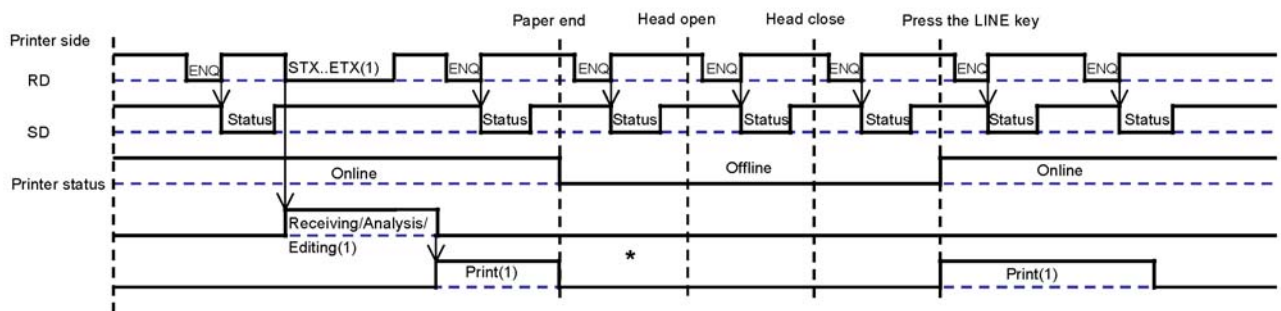 Paper end Head open Head close Press the LINE key
Printer side
RD ENQ STX..ETX(1) ENQ ENQ ENQ ENQ ENQ ENQ
SD Status Status Status Status Status Status Status
Printer status Online Offline Online
Receiving/Analysis/
Editing(1)
*
Print(1) Print(1)